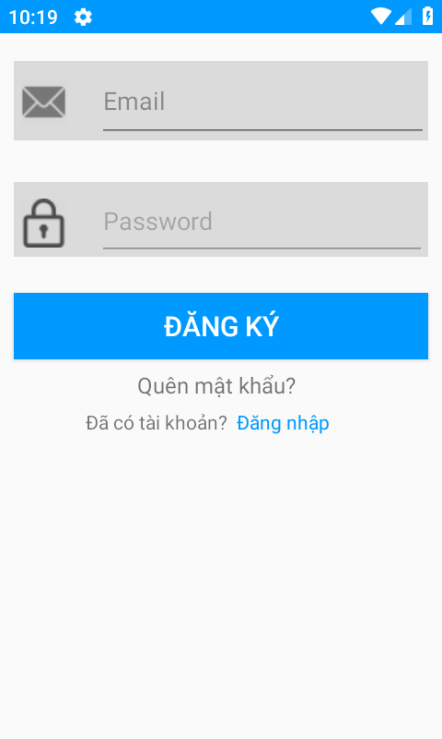 10:19
Email
Password
ĐĂNG KÝ
Quên mật khẩu?
Đã có tài khoản? Đăng nhập